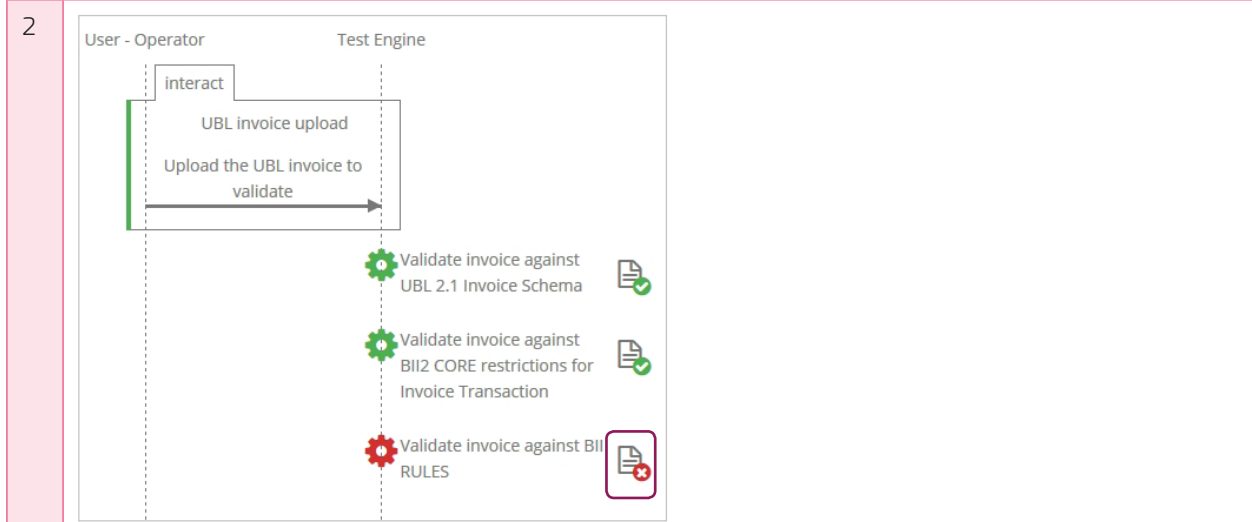 2
User - Operator
Test Engine
interact
UBL invoice upload
Upload the UBL invoice to
validate
Validate invoice against
UBL 2.1 Invoice Schema
Validate invoice against
BII2 CORE restrictions for
Invoice Transaction
Validate invoice against BII
RULES